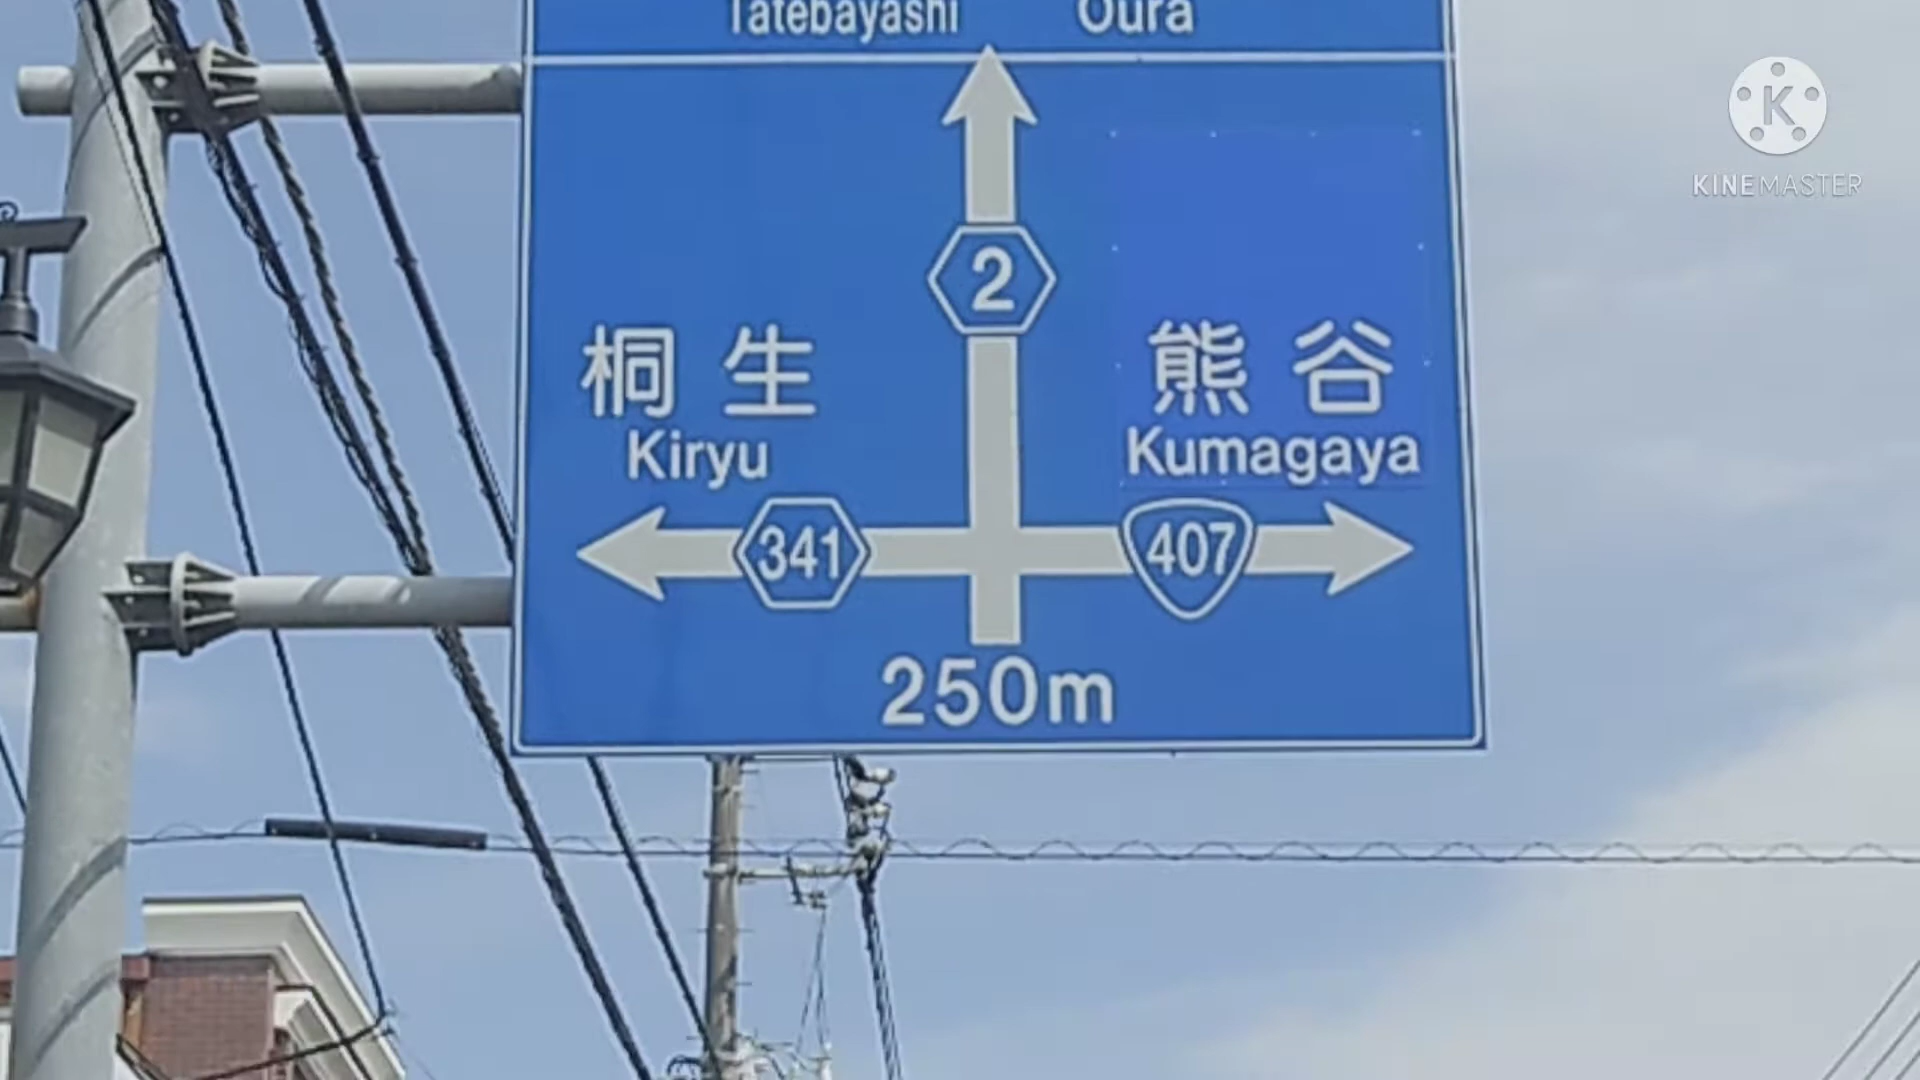 Tatebayashi Oura
K
KINEMASTER
2
桐生 熊谷
Kiryu Kumagaya
341 407
250m